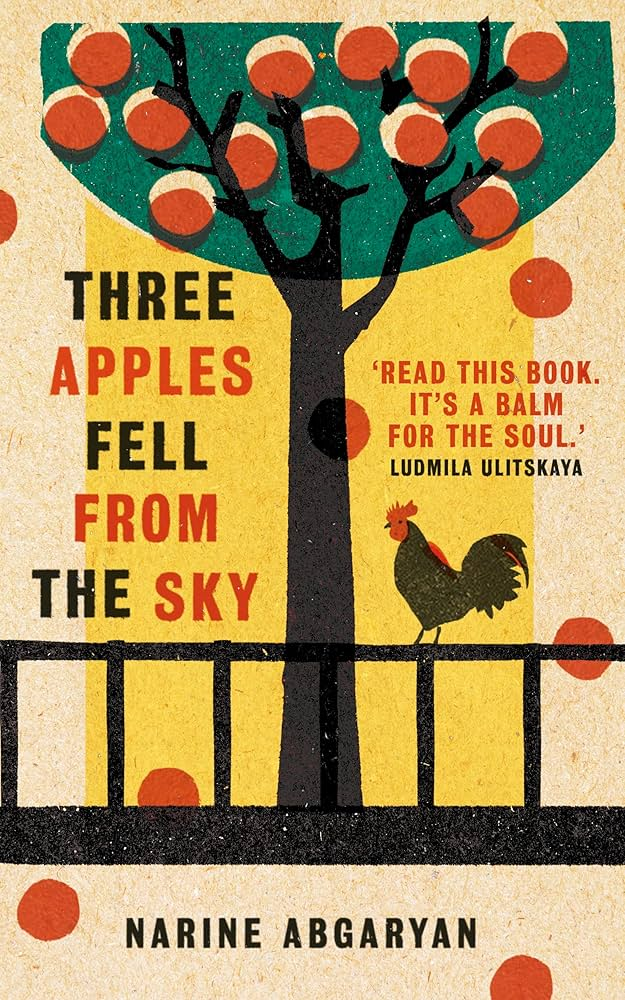 THREE
APPLES
FELL
FROM
THE SKY
‘READ THIS BOOK.
IT’S A BALM
FOR THE SOUL.’
LUDMILA ULITSKAYA
NARINE ABGARYAN